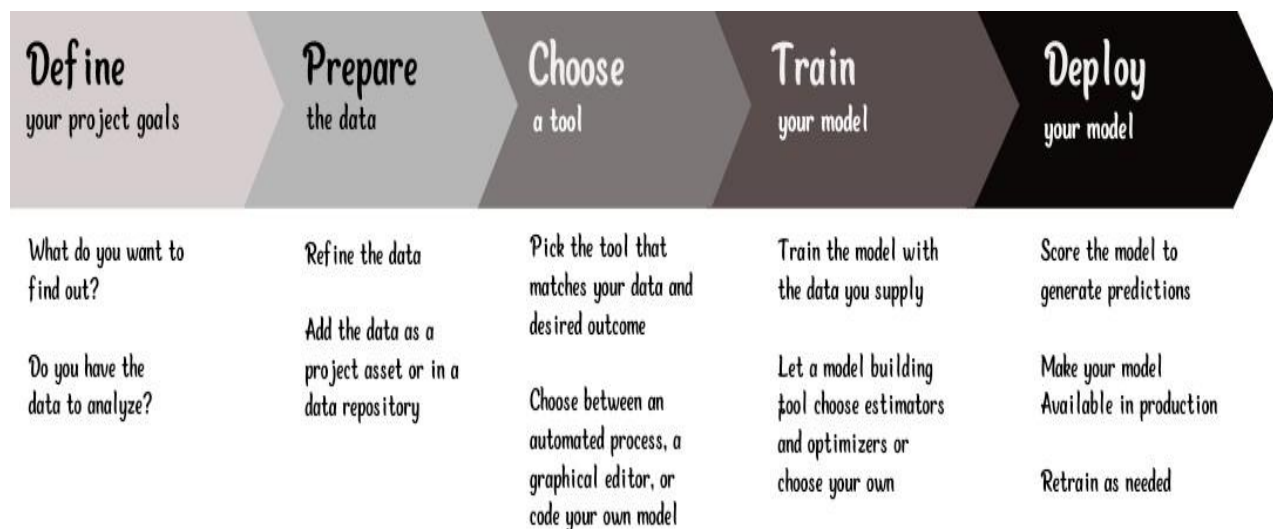 Define
your project goals
Prepare
the data
Choose
a tool
Train
your model
Deploy
your model
What do you want to
find out?
Do you have the
data to analyze?
Refine the data
Add the data as a
project asset or in a
data repository
Pick the tool that
matches your data and
desired outcome
Choose between an
automated process, a
graphical editor, or
code your own model
Train the model with
the data you supply
Let a model building
tool choose estimators
and optimizers or
choose your own
Score the model to
generate predictions
Make your model
Available in production
Retrain as needed